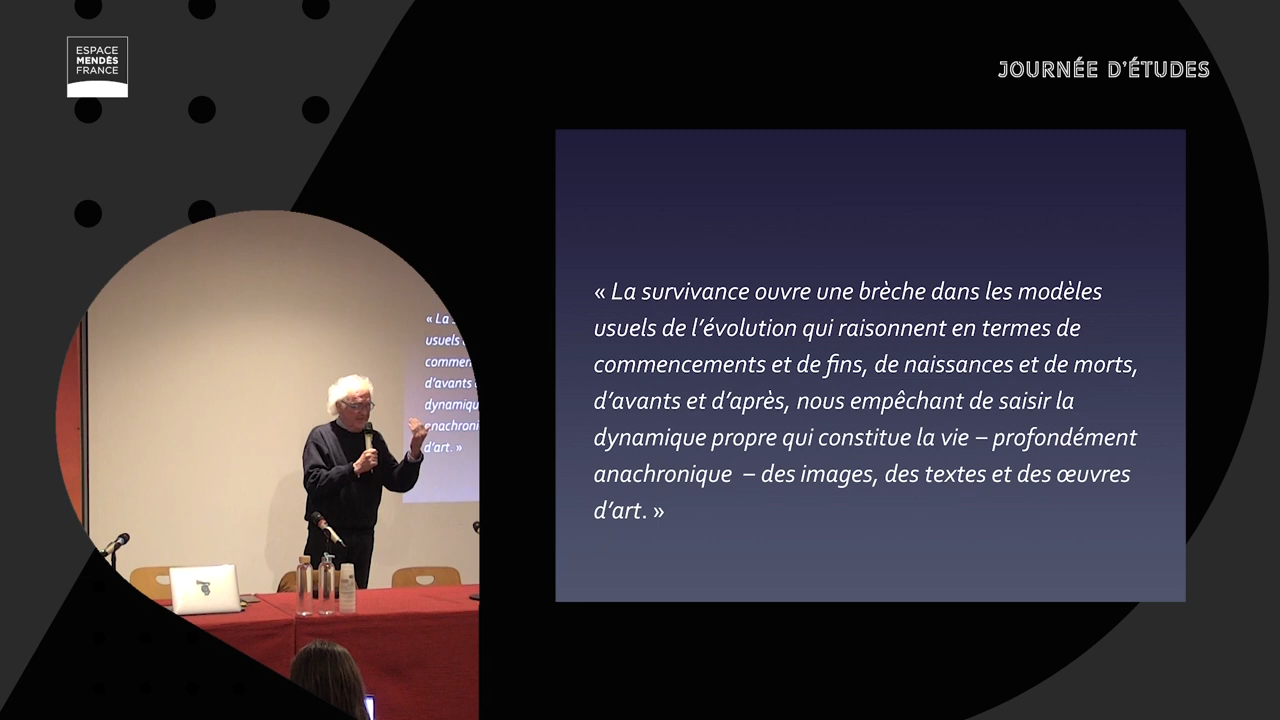 ESPACE
MENDÈS
FRANCE
JOURNÉE D'ÉTUDES
« La survivance ouvre une brèche dans les modèles
usuels de l’évolution qui raisonnent en termes de
commencements et de fins, de naissances et de morts,
d’avants et d’après, nous empêchant de saisir la
dynamique propre qui constitue la vie – profondément
anachronique – des images, des textes et des œuvres
d’art. »
« La
usuels
commen
d’avants
dynamiqu
anachroni
d’art. »